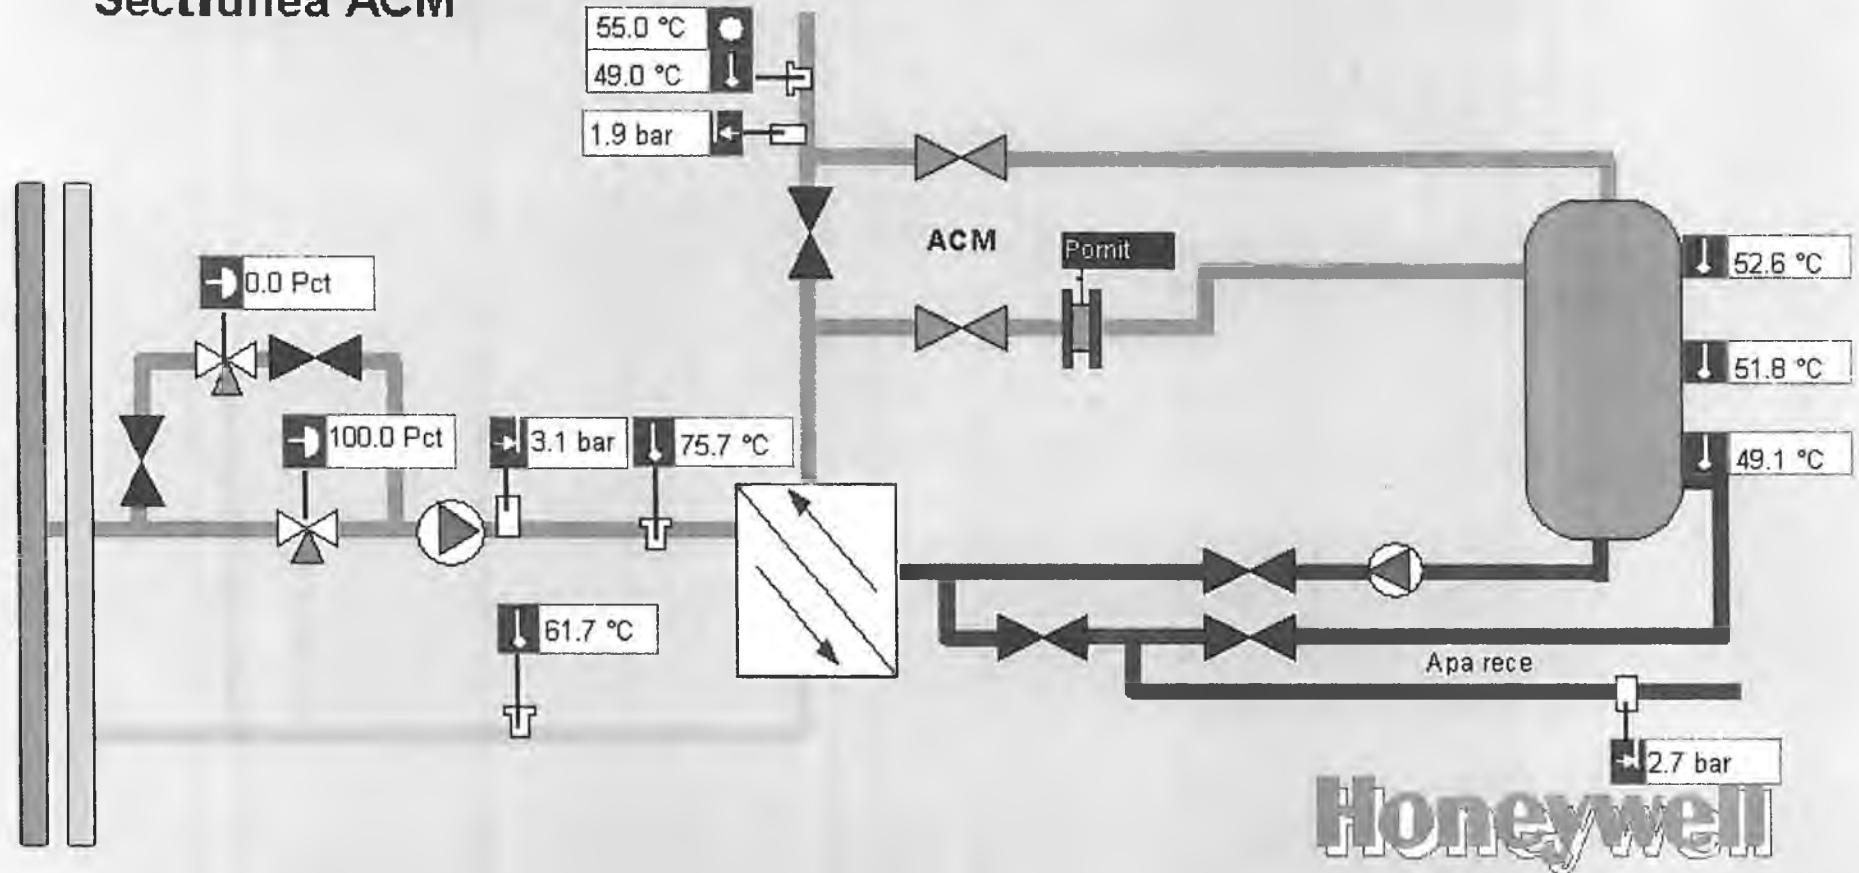 Sectiunea ACM
55.0 °C
49.0 °C
1.9 bar
ACM
Pornit
52.6 °C
0.0 Pct
51.8 °C
100.0 Pct
3.1 bar
75.7 °C
49.1 °C
61.7 °C
Apa rece
2.7 bar
Honeywell